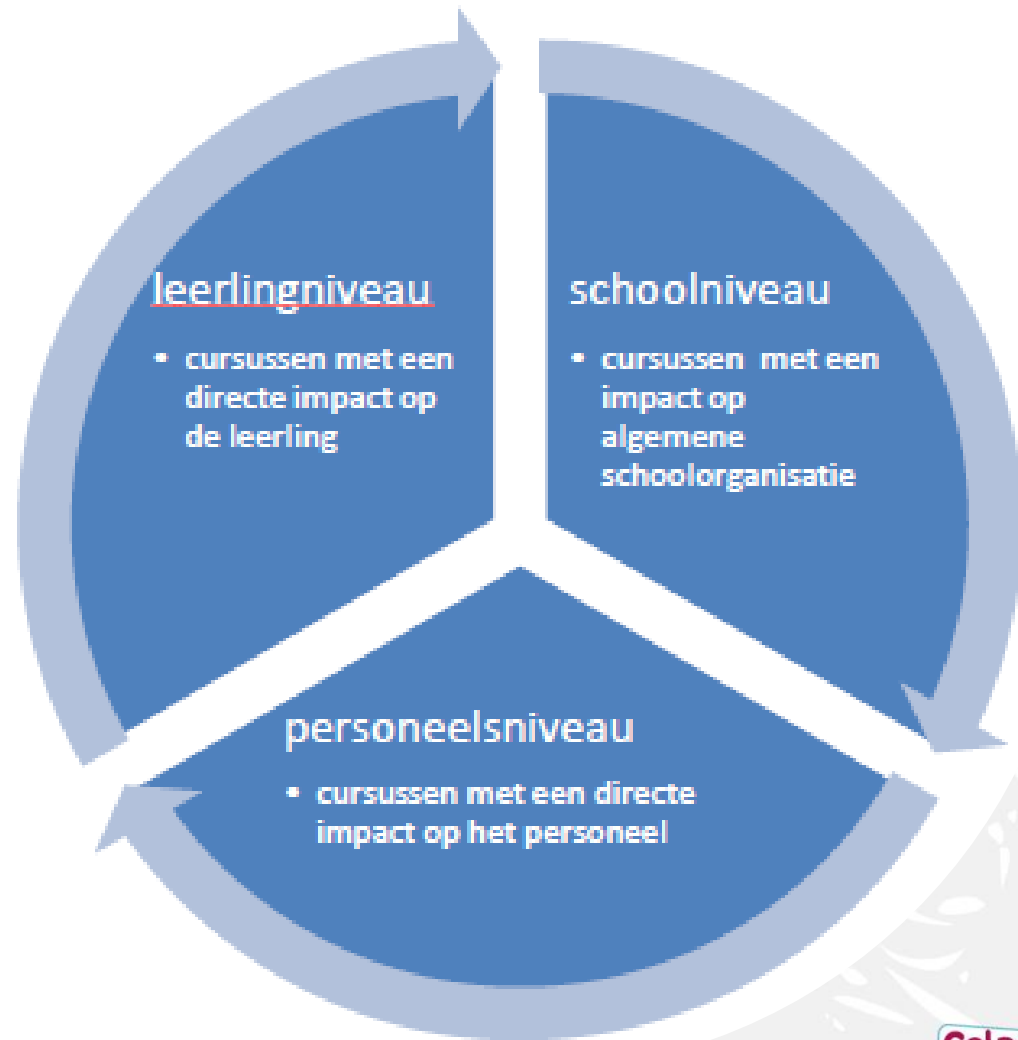 leerlingniveau
• cursussen met een
directe impact op
de leerling
schoolniveau
• cursussen met een
impact op
algemene
schoolorganisatie
personeelsniveau
• cursussen met een directe
impact op het personeel